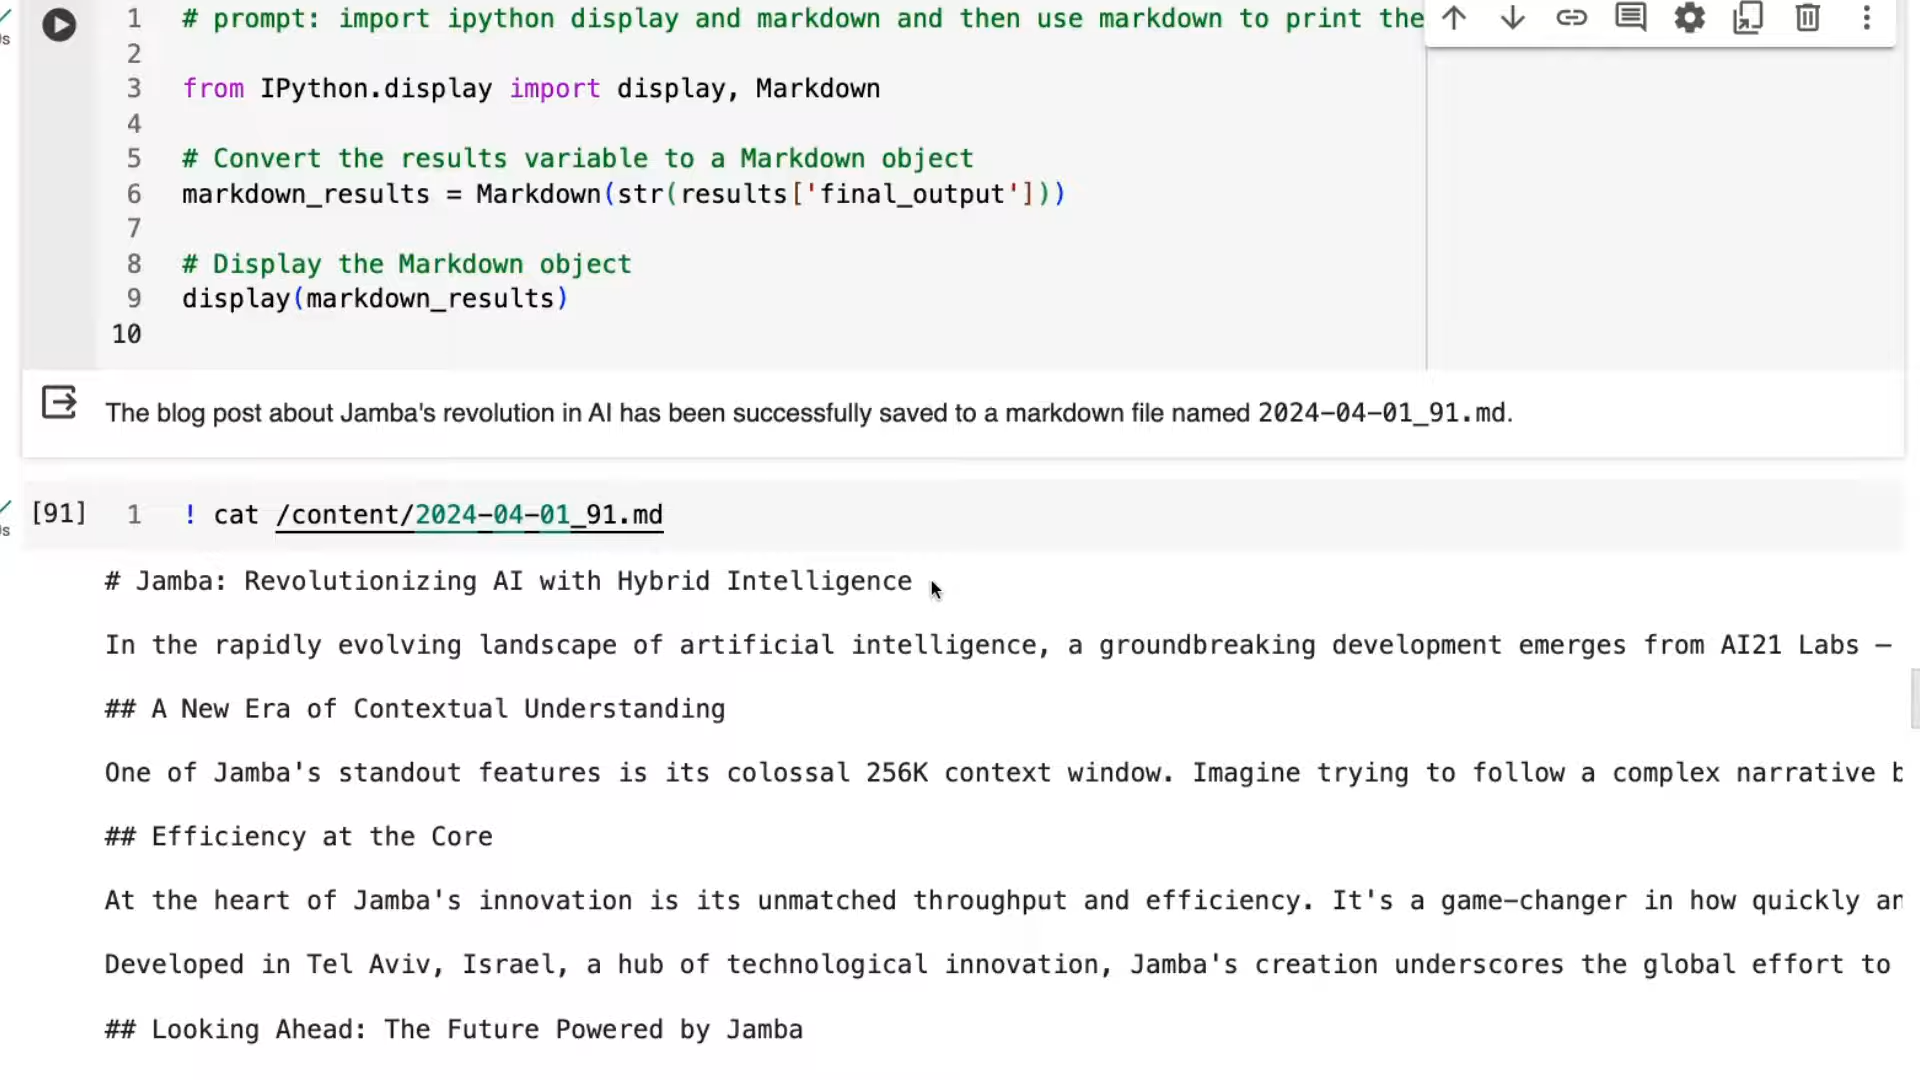 1 # prompt: import ipython display and markdown and then use markdown to print the
2
3 from IPython.display import display, Markdown
4
5 # Convert the results variable to a Markdown object
6 markdown_results = Markdown(str(results['final_output']))
7
8 # Display the Markdown object
9 display(markdown_results)
10
The blog post about Jamba's revolution in AI has been successfully saved to a markdown file named 2024-04-01_91.md.
[91] 1 ! cat /content/2024-04-01_91.md
# Jamba: Revolutionizing AI with Hybrid Intelligence
In the rapidly evolving landscape of artificial intelligence, a groundbreaking development emerges from AI21 Labs –
## A New Era of Contextual Understanding
One of Jamba's standout features is its colossal 256K context window. Imagine trying to follow a complex narrative
## Efficiency at the Core
At the heart of Jamba's innovation is its unmatched throughput and efficiency. It's a game-changer in how quickly
Developed in Tel Aviv, Israel, a hub of technological innovation, Jamba's creation underscores the global effort to
## Looking Ahead: The Future Powered by Jamba